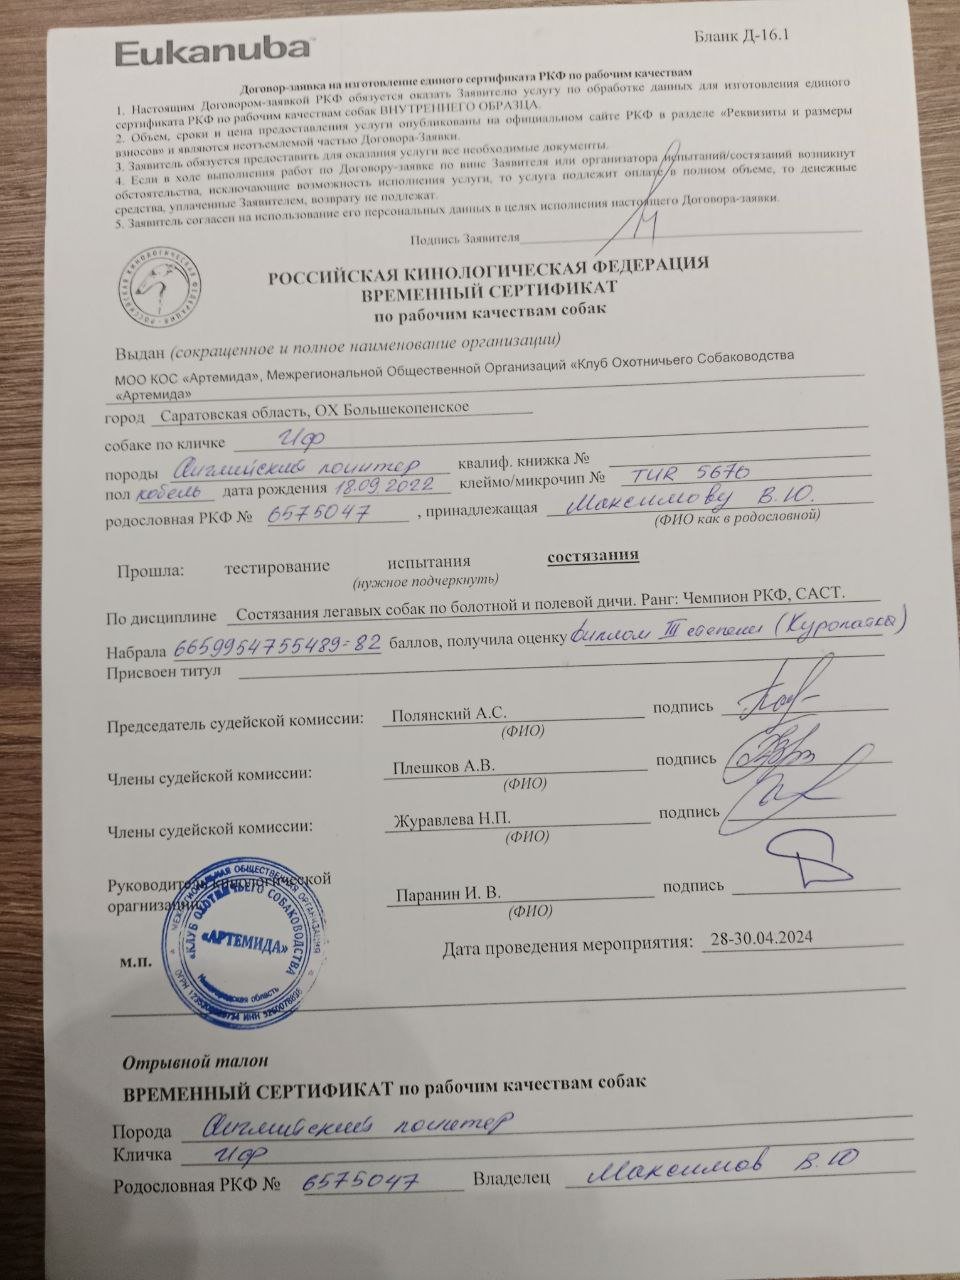 Eukanuba
Бланк Д-16.1
Договор-заявка на изготовление единого сертификата РКФ по рабочим качествам
1. Настоящим Договором-заявкой РКФ обязуется оказать Заявителю услугу по обработке данных для изготовления единого
сертификата РКФ по рабочим качествам собак ВНУТРЕННЕГО ОБРАЗЦА.
2. Объем, сроки и цена предоставления услуги опубликованы на официальном сайте РКФ в разделе «Реквизиты и размеры
взносов» и являются неотъемлемой частью Договора-Заявки.
3. Заявитель обязуется предоставить для оказания услуги все необходимые документы.
4. Если в ходе выполнения работ по Договору-заявке по вине Заявителя или организатора испытаний/состязаний возникнут
обстоятельства, исключающие возможность исполнения услуги, то услуга подлежит оплате в полном объеме, то денежные
средства, уплаченные Заявителем, возврату не подлежат.
5. Заявитель согласен на использование его персональных данных в целях исполнения настоящего Договора-заявки.
Подпись Заявителя
РОССИЙСКАЯ КИНОЛОГИЧЕСКАЯ ФЕДЕРАЦИЯ
РОССИЙСКАЯ КИНОЛОГИЧЕСКАЯ ФЕДЕРАЦИЯ
ВРЕМЕННЫЙ СЕРТИФИКАТ
по рабочим качествам собак
Выдан (сокращенное и полное наименование организации)
МОО КОС «Артемида», Межрегиональной Общественной Организаций «Клуб Охотничьего Собаководства
«Артемида»
город Саратовская область, ОХ Большекопенское
собаке по кличке Иф
породы Английский пойнтер квалиф. книжка №
пол кобель дата рождения 18.09.2022 клеймо/микрочип № TUR 5670
родословная РКФ № 6575047 , принадлежащая Максимову В.Ю.
(ФИО как в родословной)
Прошла: тестирование испытания состязания
(нужное подчеркнуть)
По дисциплине Состязания легавых собак по болотной и полевой дичи. Ранг: Чемпион РКФ, САСТ.
Набрала 6659954755489=82 баллов, получила оценку диплом III степени (Куропатка)
Присвоен титул
Председатель судейской комиссии: Полянский А.С. подпись
(ФИО)
Члены судейской комиссии: Плешков А.В. подпись
(ФИО)
Члены судейской комиссии: Журавлева Н.П. подпись
(ФИО)
Руководитель кинологической
орагнизации Паранин И. В. подпись
(ФИО)
МЕЖРЕГИОНАЛЬНАЯ ОБЩЕСТВЕННАЯ ОРГАНИЗАЦИЯ
«КЛУБ ОХОТНИЧЬЕГО СОБАКОВОДСТВА
«АРТЕМИДА»
Нижегородская область
Дата проведения мероприятия: 28-30.04.2024
м.п.
Отрывной талон
ВРЕМЕННЫЙ СЕРТИФИКАТ по рабочим качествам собак
Порода Английский пойнтер
Кличка Иф
Родословная РКФ № 6575047 Владелец Максимов В.Ю